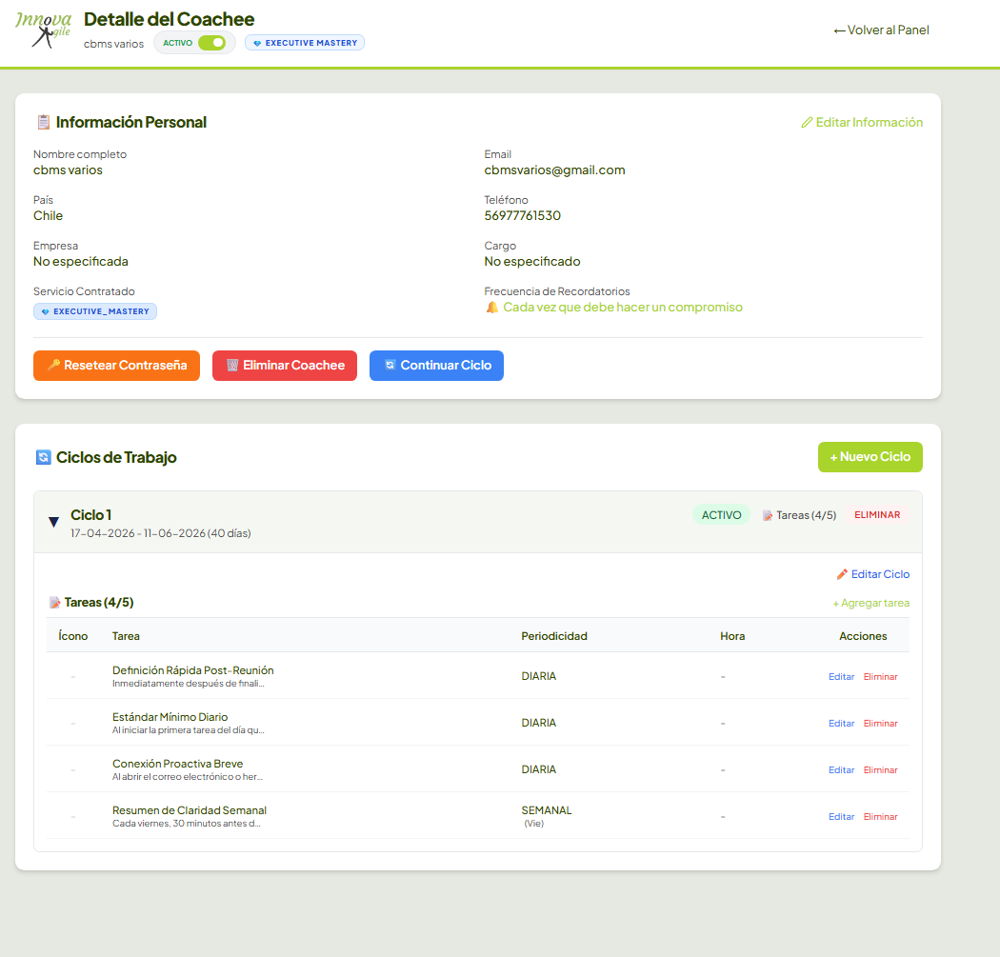 Innova Agile
Detalle del Coachee
cbms varios ACTIVO EXECUTIVE MASTERY
←Volver al Panel
Información Personal
Editar Información
Nombre completo Email
cbms varios cbmsvarios@gmail.com
País Teléfono
Chile 56977761530
Empresa Cargo
No especificada No especificado
Servicio Contratado Frecuencia de Recordatorios
EXECUTIVE_MASTERY Cada vez que debe hacer un compromiso
Resetear Contraseña Eliminar Coachee Continuar Ciclo
Ciclos de Trabajo + Nuevo Ciclo
▼ Ciclo 1 ACTIVO Tareas (4/5) ELIMINAR
17-04-2026 - 11-06-2026 (40 días)
Editar Ciclo
Tareas (4/5) + Agregar tarea
Ícono Tarea Periodicidad Hora Acciones
- Definición Rápida Post-Reunión DIARIA - Editar Eliminar
Inmediatamente después de finali...
- Estándar Mínimo Diario DIARIA - Editar Eliminar
Al iniciar la primera tarea del día qu...
- Conexión Proactiva Breve DIARIA - Editar Eliminar
Al abrir el correo electrónico o her...
- Resumen de Claridad Semanal SEMANAL - Editar Eliminar
Cada viernes, 30 minutos antes d... (Vie)